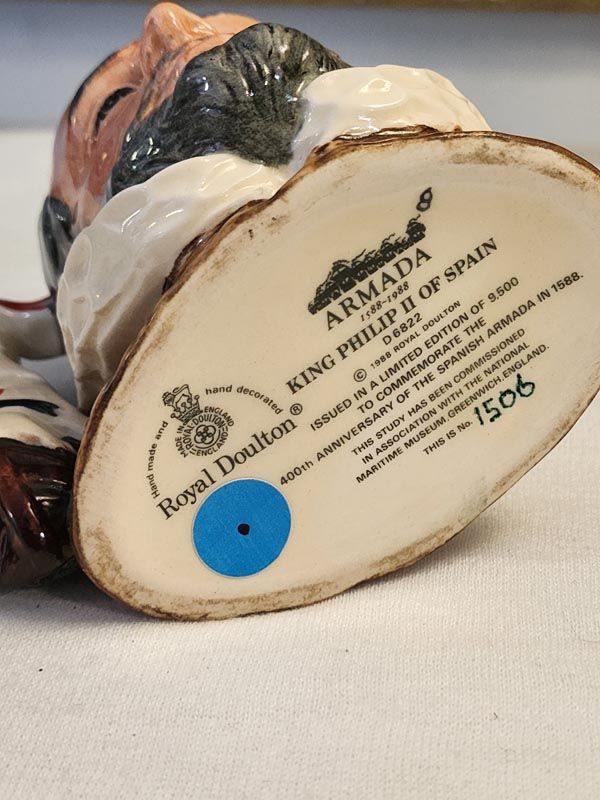 ARMADA
1588-1988
KING PHILIP II OF SPAIN
D 6822
© 1988 ROYAL DOULTON
ISSUED IN A LIMITED EDITION OF 9,500
TO COMMEMORATE THE
400th ANNIVERSARY OF THE SPANISH ARMADA IN 1588.
THIS STUDY HAS BEEN COMMISSIONED
IN ASSOCIATION WITH THE NATIONAL
MARITIME MUSEUM GREENWICH, ENGLAND.
THIS IS No. 1506
Hand made and hand decorated
MADE IN ENGLAND
ROYAL DOULTON
ENGLAND
Royal Doulton®